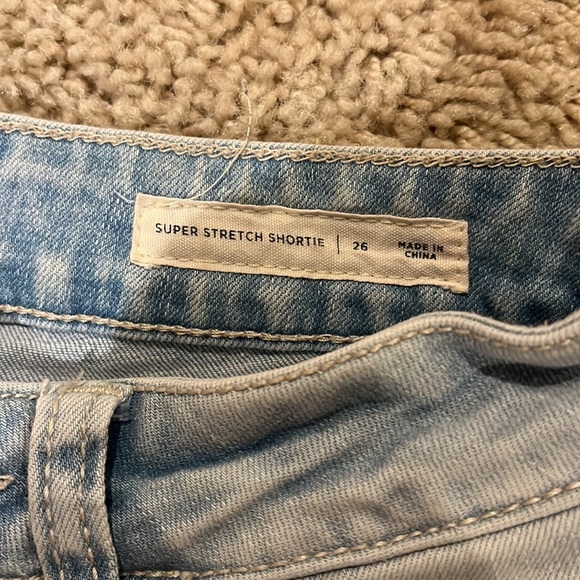 SUPER STRETCH SHORTIE | 26 MADE IN
CHINA